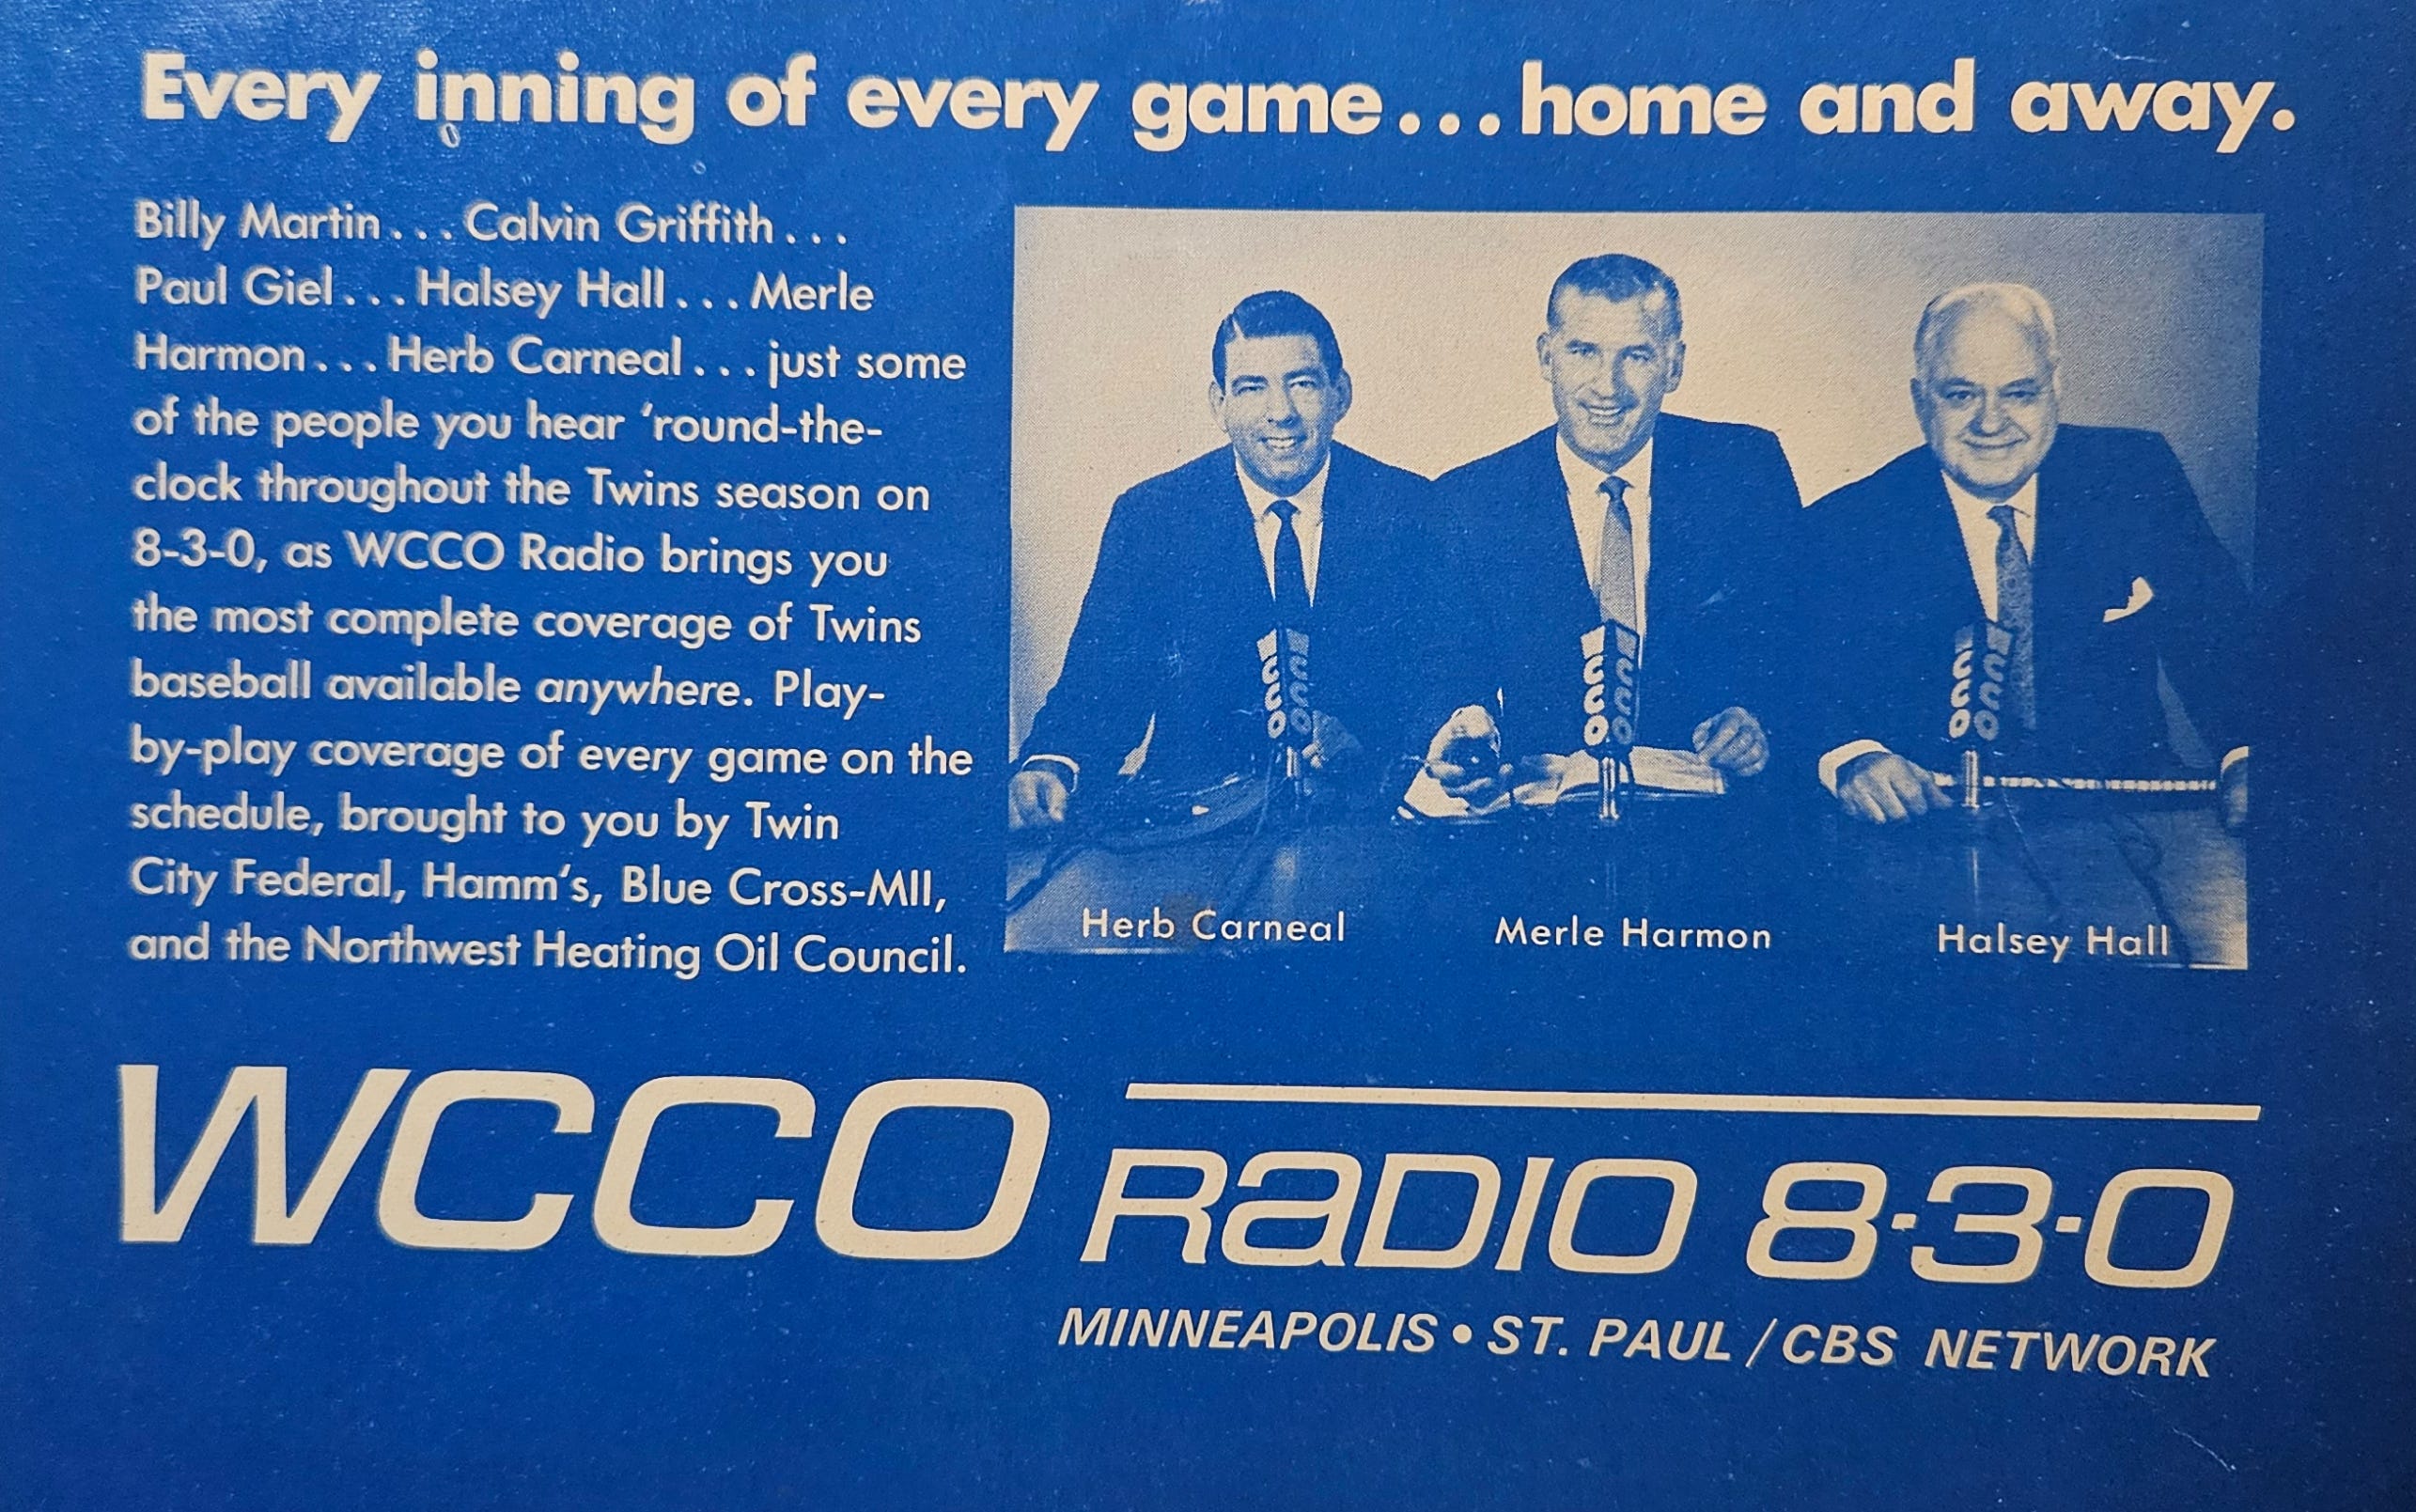 Every inning of every game...home and away.
Billy Martin... Calvin Griffith...
Paul Giel... Halsey Hall... Merle
Harmon... Herb Carneal... just some
of the people you hear ‘round-the-
clock throughout the Twins season on
8-3-0, as WCCO Radio brings you
the most complete coverage of Twins
baseball available anywhere. Play-
by-play coverage of every game on the
schedule, brought to you by Twin
City Federal, Hamm‘s, Blue Cross-MII,
and the Northwest Heating Oil Council.
WCCO
WCCO
WCCO
Herb Carneal
Merle Harmon
Halsey Hall
WCCO RaDIO 8·3·0
MINNEAPOLIS • ST. PAUL / CBS NETWORK